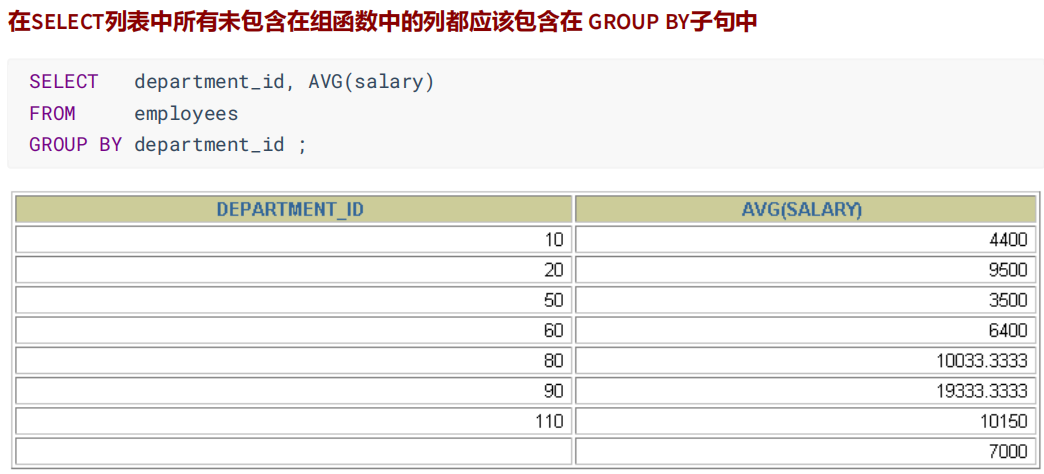 在SELECT列表中所有未包含在组函数中的列都应该包含在 GROUP BY子句中
SELECT department_id, AVG(salary)
FROM employees
GROUP BY department_id ;
DEPARTMENT_ID AVG(SALARY)
10 4400
20 9500
50 3500
60 6400
80 10033.3333
90 19333.3333
110 10150
7000